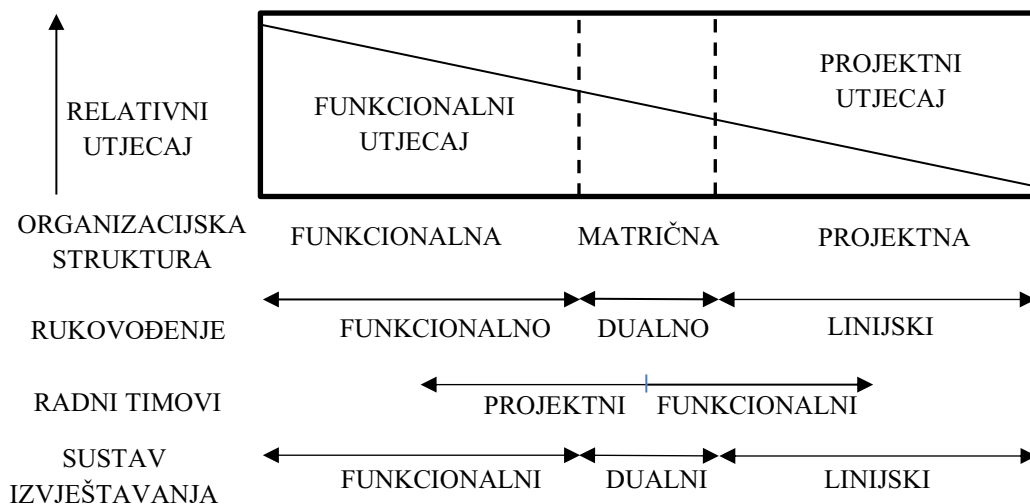 RELATIVNI
UTJECAJ
FUNKCIONALNI
UTJECAJ
PROJEKTNI
UTJECAJ
ORGANIZACIJSKA
STRUKTURA
FUNKCIONALNA
MATRIČNA
PROJEKTNA
RUKOVOĐENJE
FUNKCIONALNO
DUALNO
LINIJSKI
RADNI TIMOVI
PROJEKTNI
FUNKCIONALNI
SUSTAV
IZVJEŠTAVANJA
FUNKCIONALNI
DUALNI
LINIJSKI